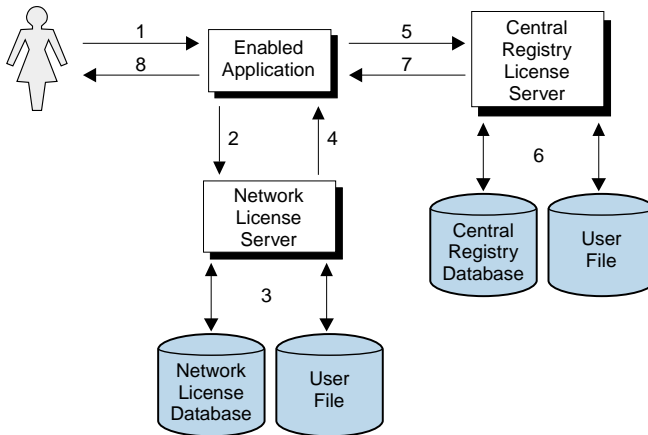 1
8
Enabled
Application
5
7
Central
Registry
License
Server
2
4
6
Network
License
Server
Central
Registry
Database
User
File
3
Network
License
Database
User
File